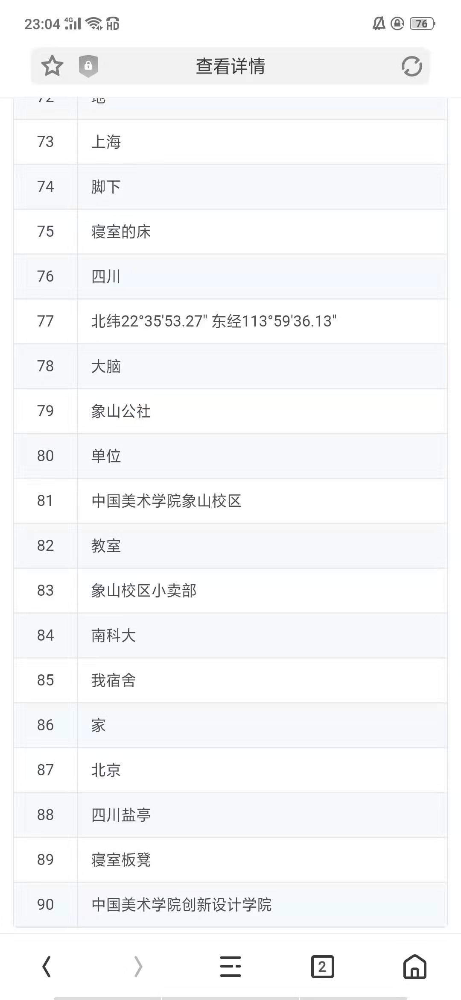 23:04 4G HD 76
查看详情
72 地
73 上海
74 脚下
75 寝室的床
76 四川
77 北纬22°35'53.27" 东经113°59'36.13"
78 大脑
79 象山公社
80 单位
81 中国美术学院象山校区
82 教室
83 象山校区小卖部
84 南科大
85 我宿舍
86 家
87 北京
88 四川盐亭
89 寝室板凳
90 中国美术学院创新设计学院
2